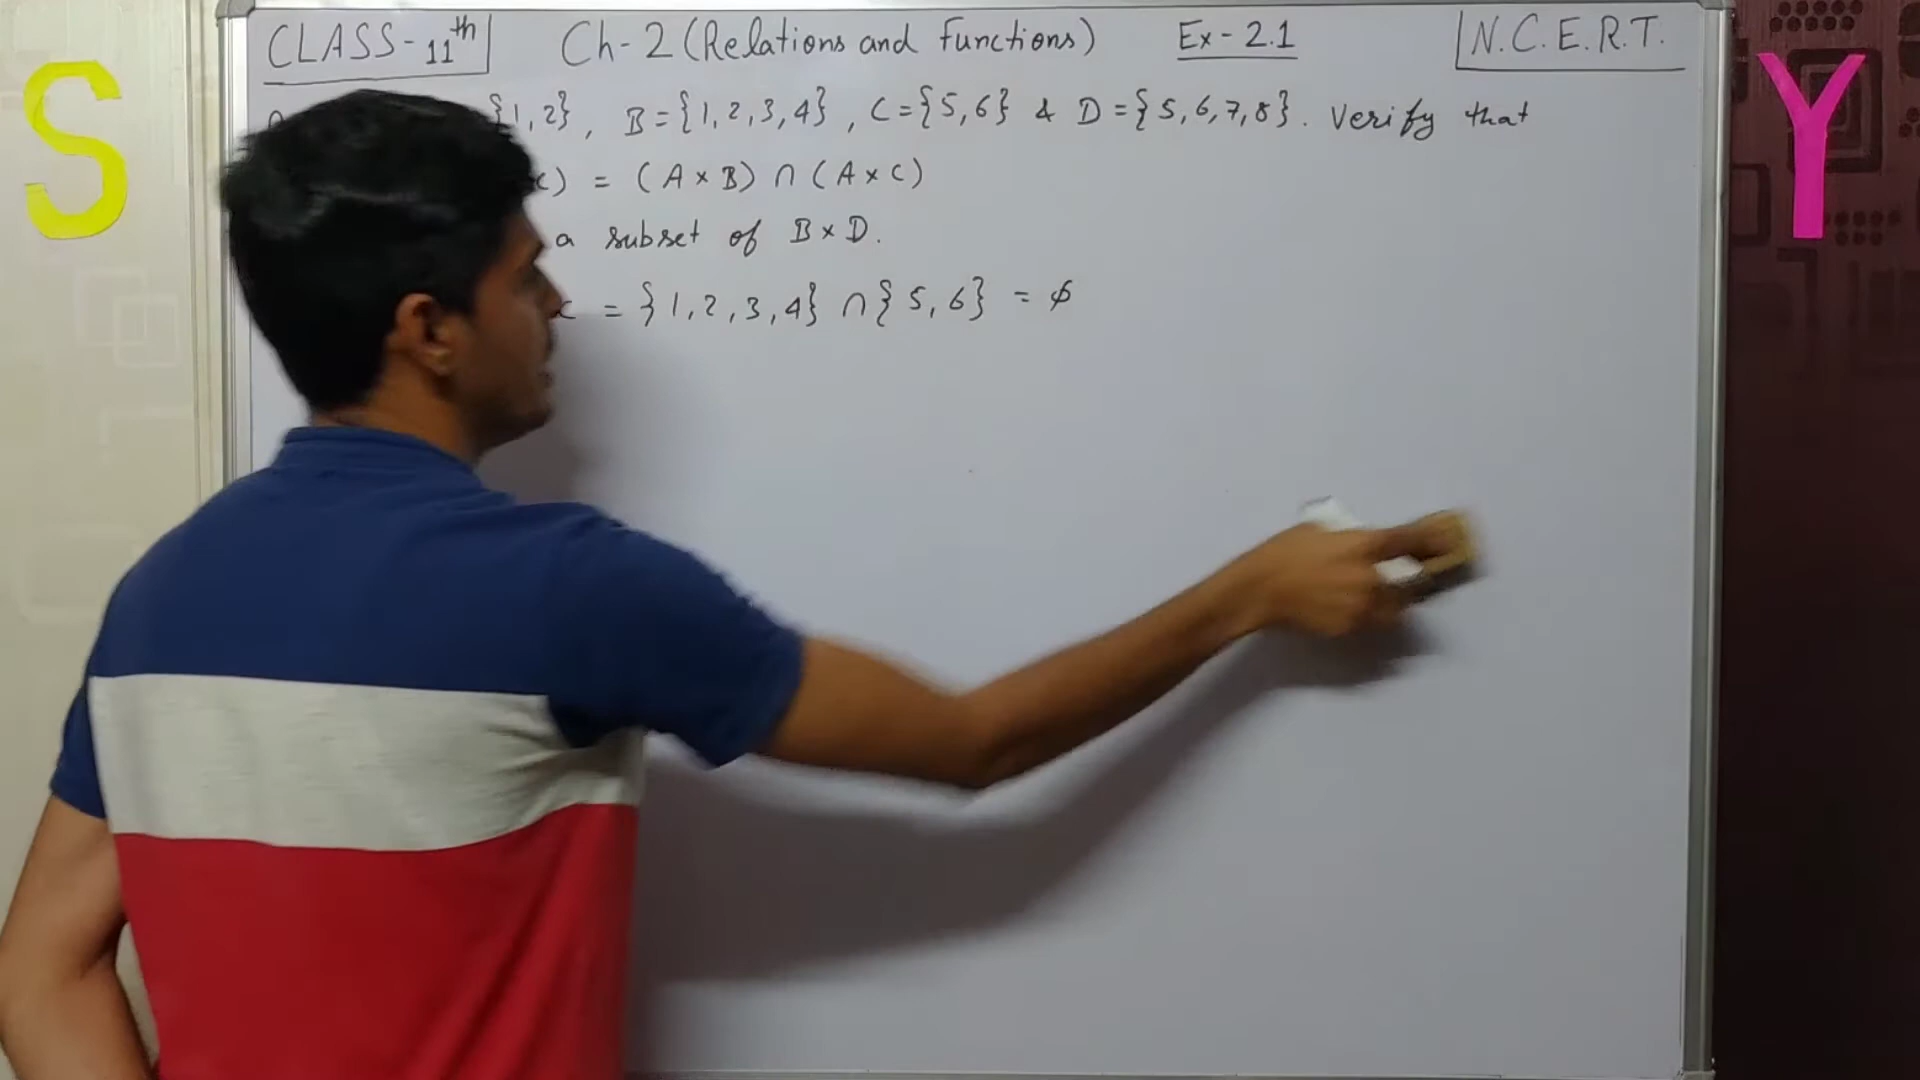 CLASS-11th Ch-2 (Relations and functions) Ex-2.1 N.C.E.R.T.
S
Y
{1,2}, B={1,2,3,4}, C={5,6} & D={5,6,7,8}. Verify that
) = (A×B) ∩ (A×C)
a subset of B×D.
= {1,2,3,4} ∩ {5,6} = ϕ